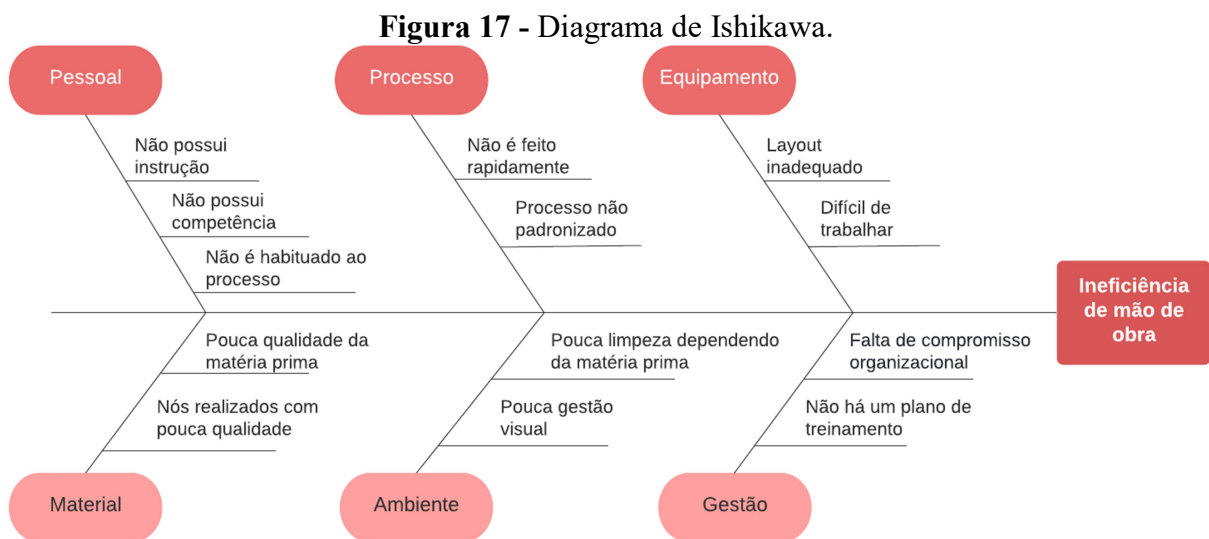 Figura 17 - Diagrama de Ishikawa.
Pessoal
Processo
Equipamento
Não possui
instrução
Não possui
competência
Não é habituado ao
processo
Não é feito
rapidamente
Processo não
padronizado
Layout
inadequado
Difícil de
trabalhar
Ineficiência
de mão de
obra
Pouca qualidade da
matéria prima
Nós realizados com
pouca qualidade
Pouca limpeza dependendo
da matéria prima
Pouca gestão
visual
Falta de compromisso
organizacional
Não há um plano de
treinamento
Material
Ambiente
Gestão